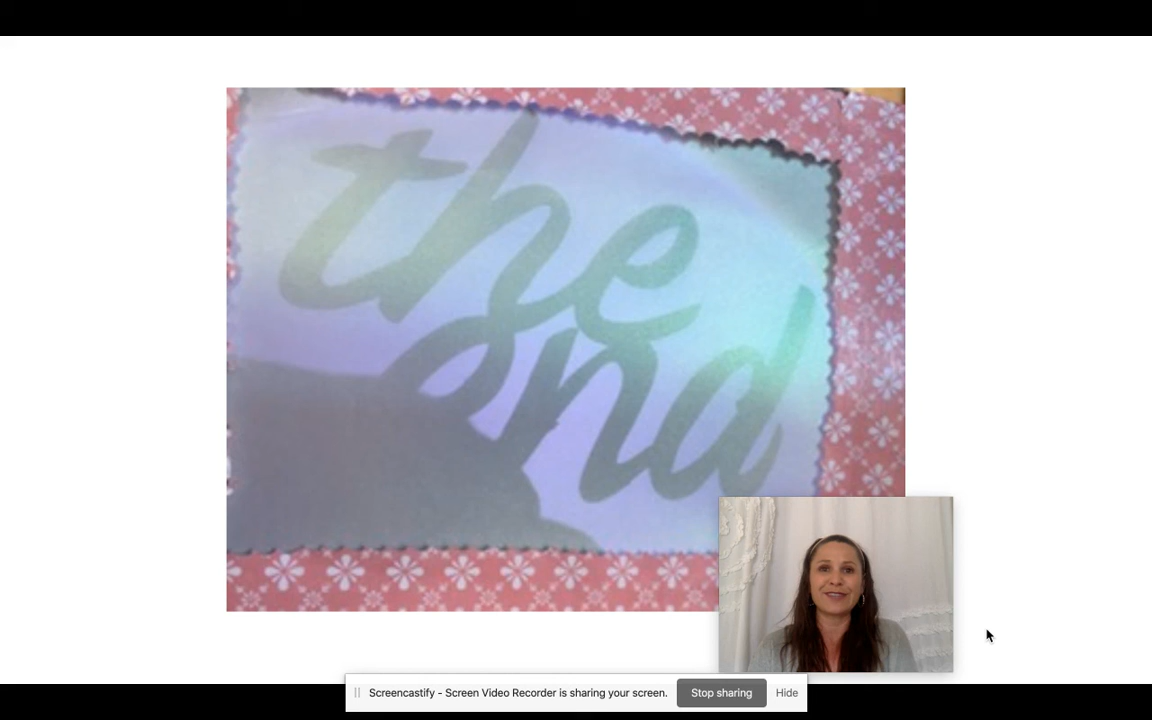 the
end
Screencastify - Screen Video Recorder is sharing your screen. Stop sharing Hide